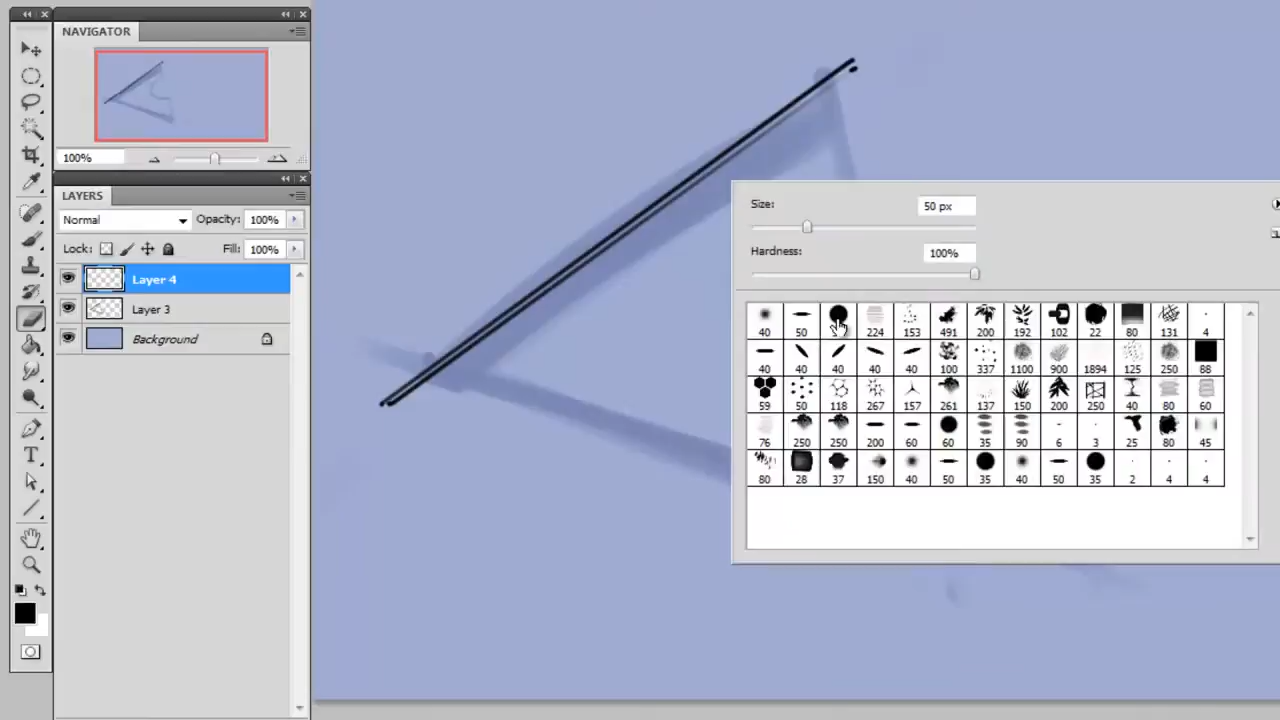 NAVIGATOR
100%
LAYERS
Normal Opacity: 100%
Lock: Fill: 100%
Layer 4
Layer 3
Background
T
Size: 50 px
Hardness: 100%
40 50 224 153 491 200 192 102 22 80 131 4
40 40 40 40 40 100 337 1100 900 1894 125 250 88
59 50 118 267 157 261 137 150 200 250 40 80 60
76 250 250 200 60 60 35 90 6 3 25 80 45
80 28 37 150 40 50 35 40 50 35 2 4 4